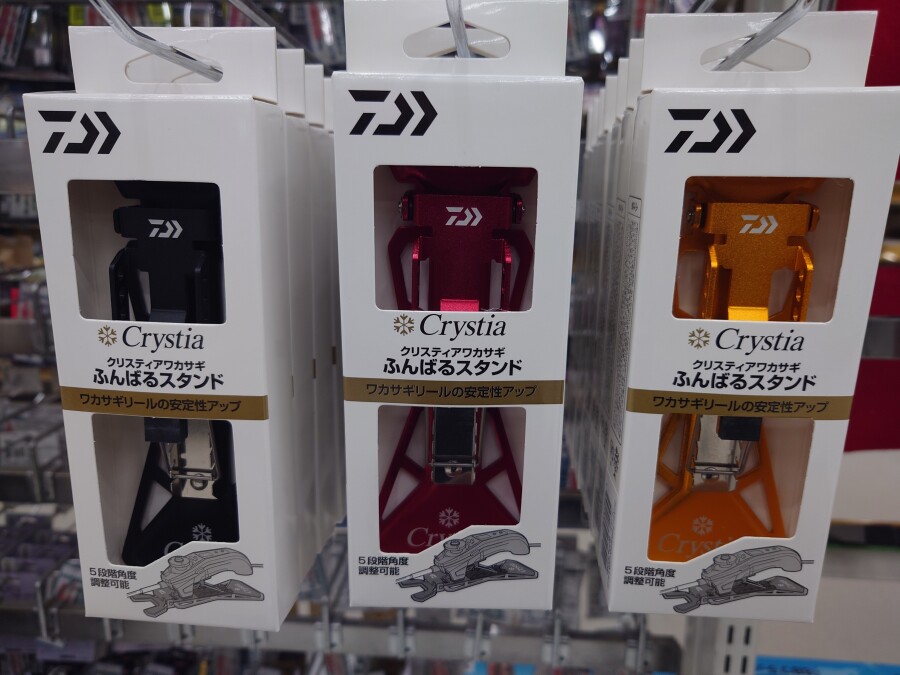 Crystia
クリスティアワカサギ
ふんばるスタンド
ワカサギリールの安定性アップ
5段階角度
調整可能
Crystia
クリスティアワカサギ
ふんばるスタンド
ワカサギリールの安定性アップ
Crystia
5段階角度
調整可能
Crystia
クリスティアワカサギ
ふんばるスタンド
ワカサギリールの安定性アップ
Crystia
5段階角度
調整可能